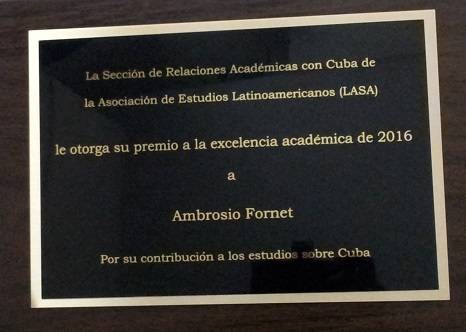 La Sección de Relaciones Académicas con Cuba de
la Asociación de Estudios Latinoamericanos (LASA)
le otorga su premio a la excelencia académica de 2016
a
Ambrosio Fornet
Por su contribución a los estudios sobre Cuba